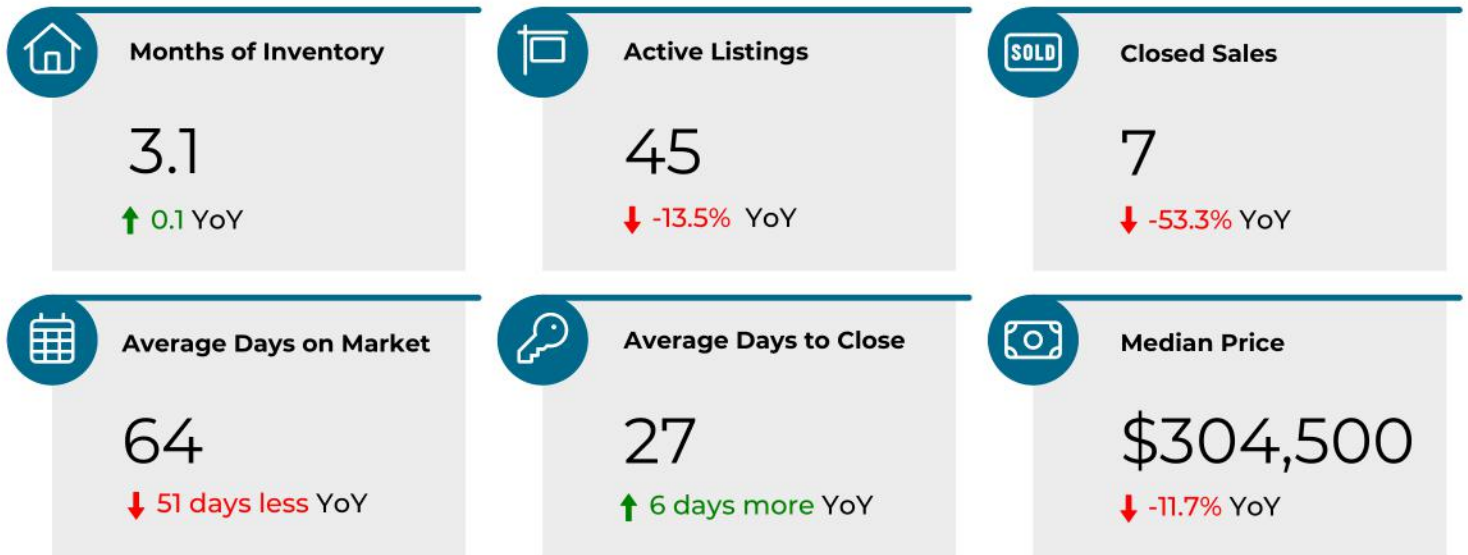 Months of Inventory
3.1
0.1 YoY
Active Listings
45
-13.5% YoY
SOLD
Closed Sales
7
-53.3% YoY
Average Days on Market
64
51 days less YoY
Average Days to Close
27
6 days more YoY
Median Price
$304,500
-11.7% YoY